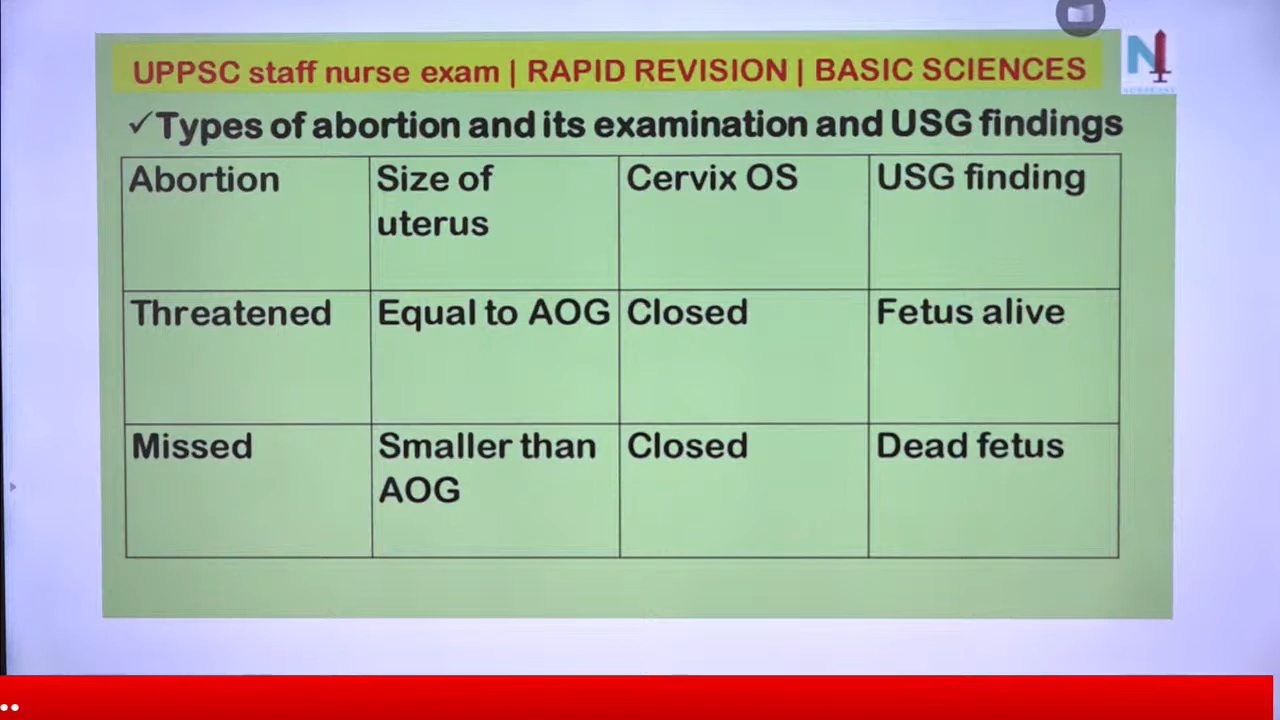 UPPSC staff nurse exam | RAPID REVISION | BASIC SCIENCES
✓Types of abortion and its examination and USG findings
Abortion
Size of
uterus
Cervix OS
USG finding
Threatened
Equal to AOG
Closed
Fetus alive
Missed
Smaller than
AOG
Closed
Dead fetus